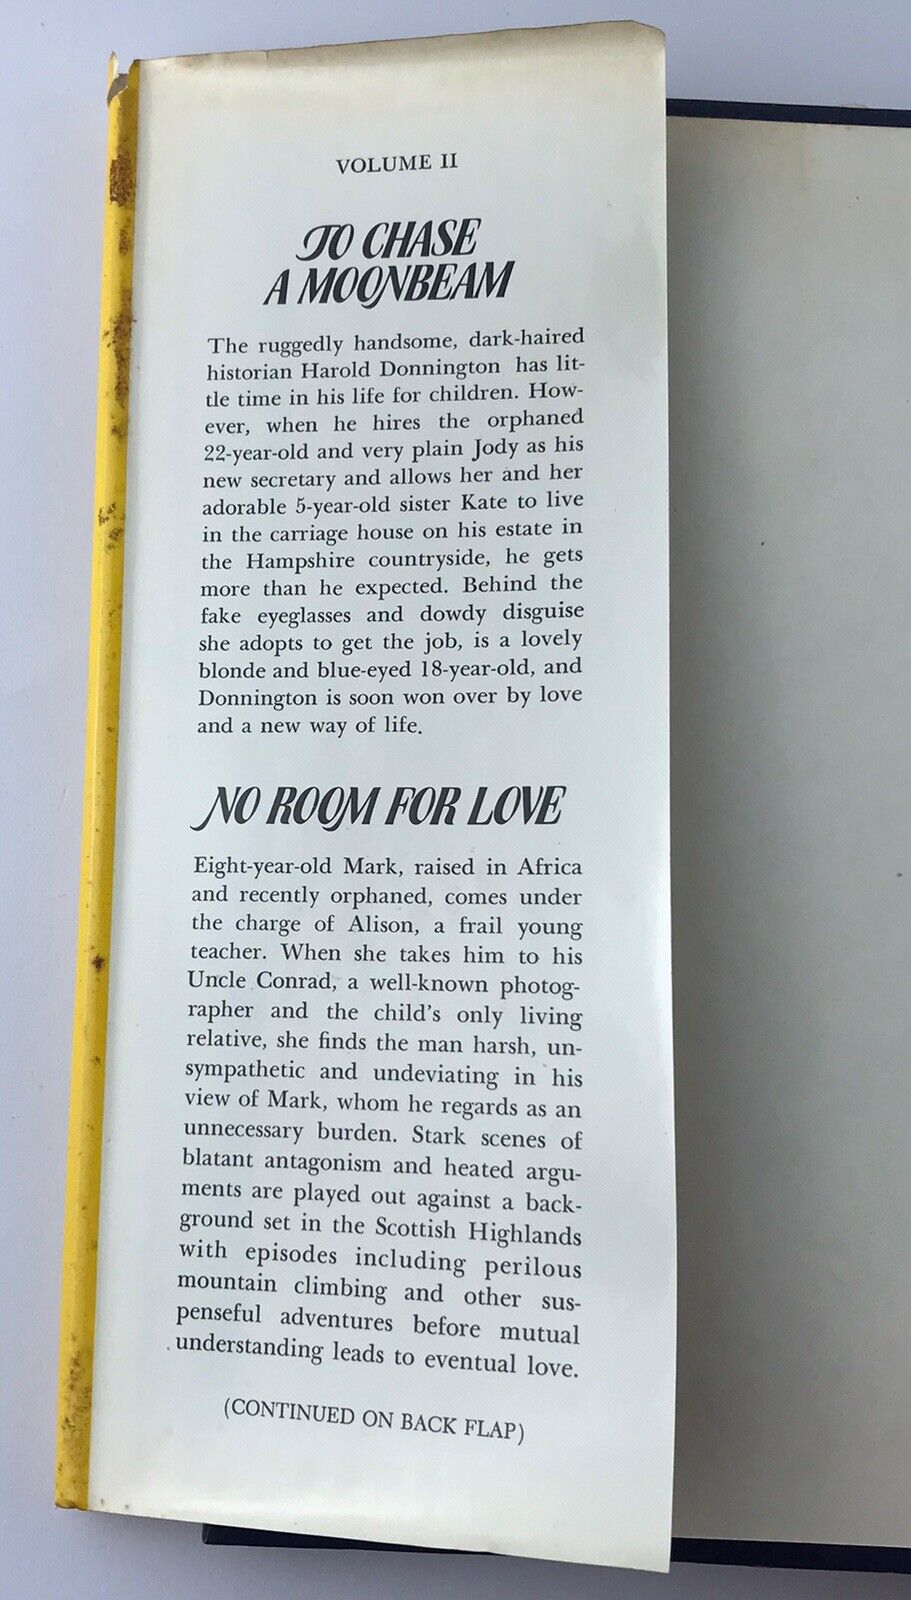 VOLUME II
TO CHASE
A MOONBEAM
The ruggedly handsome, dark-haired
historian Harold Donnington has lit-
tle time in his life for children. How-
ever, when he hires the orphaned
22-year-old and very plain Jody as his
new secretary and allows her and her
adorable 5-year-old sister Kate to live
in the carriage house on his estate in
the Hampshire countryside, he gets
more than he expected. Behind the
fake eyeglasses and dowdy disguise
she adopts to get the job, is a lovely
blonde and blue-eyed 18-year-old, and
Donnington is soon won over by love
and a new way of life.
NO ROOM FOR LOVE
Eight-year-old Mark, raised in Africa
and recently orphaned, comes under
the charge of Alison, a frail young
teacher. When she takes him to his
Uncle Conrad, a well-known photog-
rapher and the child's only living
relative, she finds the man harsh, un-
sympathetic and undeviating in his
view of Mark, whom he regards as an
unnecessary burden. Stark scenes of
blatant antagonism and heated argu-
ments are played out against a back-
ground set in the Scottish Highlands
with episodes including perilous
mountain climbing and other sus-
penseful adventures before mutual
understanding leads to eventual love.
(CONTINUED ON BACK FLAP)